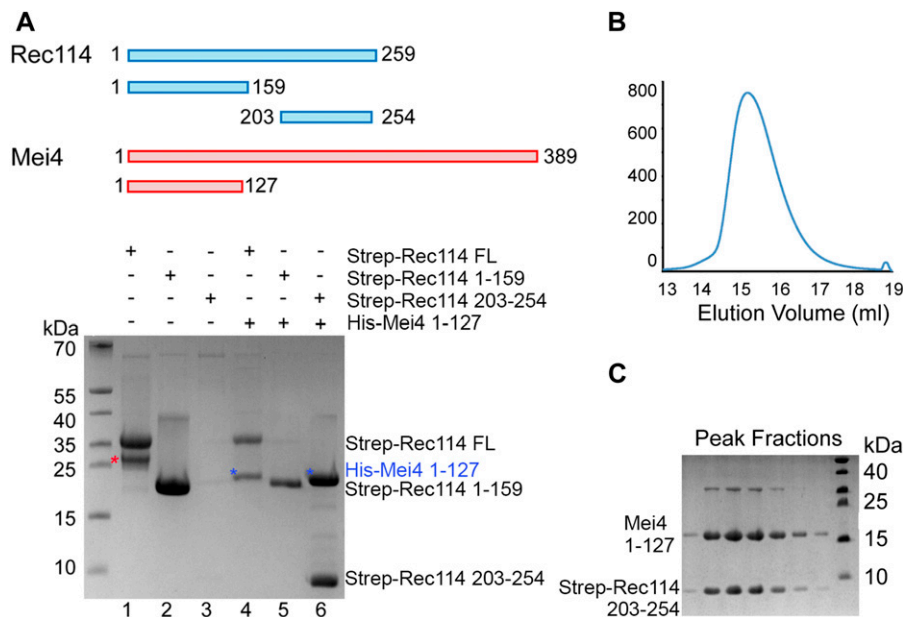 A
Rec114 1 259
1 159
203 254
Mei4 1 389
1 127
+ - - + - - Strep-Rec114 FL
- + - - + - Strep-Rec114 1-159
- - + - - + Strep-Rec114 203-254
- - - + + + His-Mei4 1-127
kDa
70
55
40
35
25
15
10
*
*
*
Strep-Rec114 FL
His-Mei4 1-127
Strep-Rec114 1-159
Strep-Rec114 203-254
1 2 3 4 5 6
B
800
600
400
200
0
13 14 15 16 17 18 19
Elution Volume (ml)
C
Peak Fractions
kDa
40
25
15
10
Mei4
1-127
Strep-Rec114
203-254